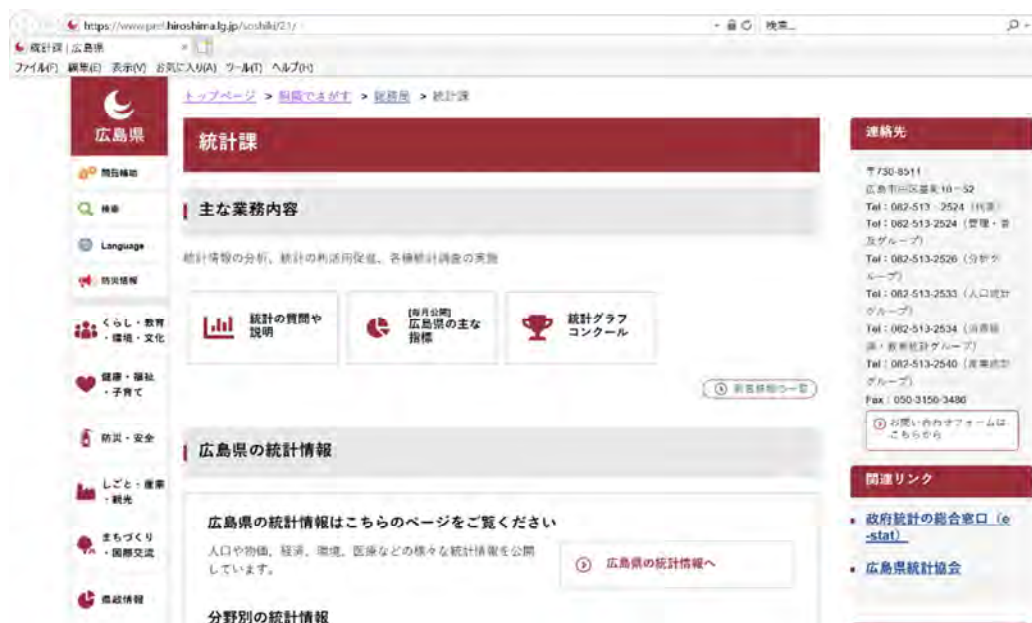 https://www.pref.hiroshima.lg.jp/soshiki/21/
検索...
統計課 | 広島県
ファイル(F) 編集(E) 表示(V) お気に入り(A) ツール(T) ヘルプ(H)
広島県
閲覧補助
検索
Language
防災情報
くらし・教育
・環境・文化
健康・福祉
・子育て
防災・安全
しごと・産業
・観光
まちづくり
・国際交流
県政情報
トップページ > 組織でさがす > 総務局 > 統計課
統計課
主な業務内容
統計情報の分析、統計の利活用促進、各種統計調査の実施
統計の質問や
説明
[毎月公開]
広島県の主な
指標
統計グラフ
コンクール
新着情報の一覧
広島県の統計情報
広島県の統計情報はこちらのページをご覧ください
人口や物価、経済、環境、医療などの様々な統計情報を公開
しています。
広島県の統計情報へ
分野別の統計情報
連絡先
〒730-8511
広島市中区基町10-52
Tel:082-513-2524 (代表)
Tel:082-513-2524 (管理・普
及グループ)
Tel:082-513-2526 (分析グ
ループ)
Tel:082-513-2533 (人口統計
グループ)
Tel:082-513-2534
Tel:082-513-2540 (産業統計
グループ)
Fax:050-3156-3486
お問い合わせフォームは
こちらから
関連リンク
政府統計の総合窓口(e
-stat)
広島県統計協会